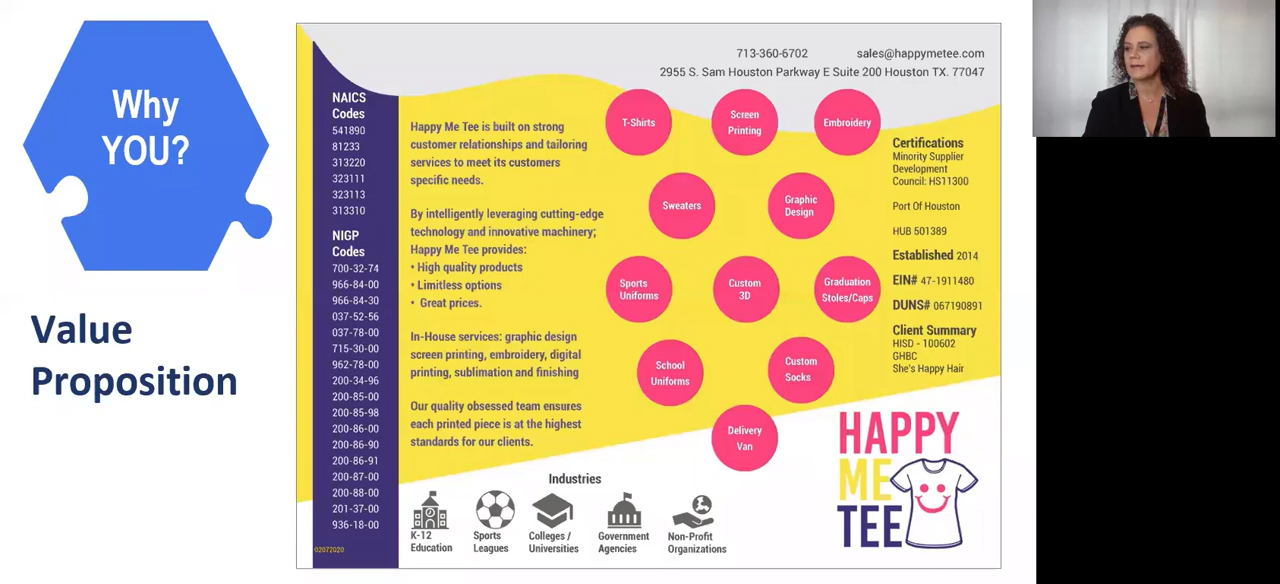 Why
YOU?
Value
Proposition
713-360-6702 sales@happymetee.com
2955 S. Sam Houston Parkway E Suite 200 Houston TX. 77047
NAICS
Codes
541890
81233
313220
323111
323113
313310
NIGP
Codes
700-32-74
966-84-00
966-84-30
037-52-56
037-78-00
715-30-00
962-78-00
200-34-96
200-85-00
200-85-98
200-86-00
200-86-90
200-86-91
200-87-00
200-88-00
201-37-00
936-18-00
02072020
Happy Me Tee is built on strong
customer relationships and tailoring
services to meet its customers
specific needs.
By intelligently leveraging cutting-edge
technology and innovative machinery;
Happy Me Tee provides:
• High quality products
• Limitless options
• Great prices.
In-House services: graphic design
screen printing, embroidery, digital
printing, sublimation and finishing
Our quality obsessed team ensures
each printed piece is at the highest
standards for our clients.
T-Shirts
Screen
Printing
Embroidery
Sweaters
Graphic
Design
Sports
Uniforms
Custom
3D
Graduation
Stoles/Caps
School
Uniforms
Custom
Socks
Delivery
Van
Certifications
Minority Supplier
Development
Council: HS11300
Port Of Houston
HUB 501389
Established 2014
EIN# 47-1911480
DUNS# 067190891
Client Summary
HISD - 100602
GHBC
She's Happy Hair
Industries
K-12
Education
Sports
Leagues
Colleges /
Universities
Government
Agencies
Non-Profit
Organizations
HAPPY
ME
TEE